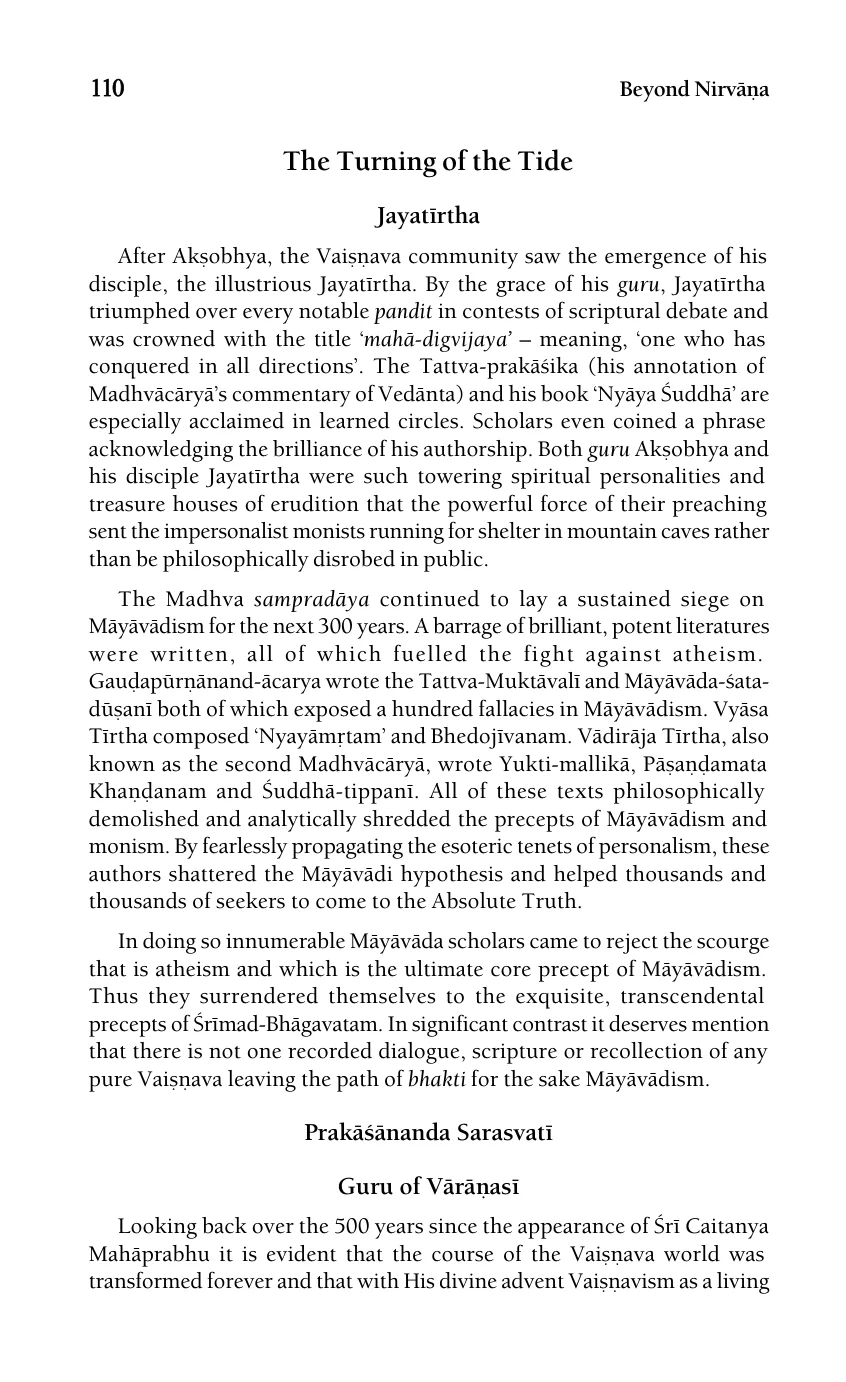 110 Beyond Nirvāṇa
The Turning of the Tide
Jayatīrtha
After Akṣobhya, the Vaiṣṇava community saw the emergence of his
disciple, the illustrious Jayatīrtha. By the grace of his guru, Jayatīrtha
triumphed over every notable pandit in contests of scriptural debate and
was crowned with the title ‘mahā-digvijaya’ – meaning, ‘one who has
conquered in all directions’. The Tattva-prakāśika (his annotation of
Madhvācāryā’s commentary of Vedānta) and his book ‘Nyāya Śuddhā’ are
especially acclaimed in learned circles. Scholars even coined a phrase
acknowledging the brilliance of his authorship. Both guru Akṣobhya and
his disciple Jayatīrtha were such towering spiritual personalities and
treasure houses of erudition that the powerful force of their preaching
sent the impersonalist monists running for shelter in mountain caves rather
than be philosophically disrobed in public.
The Madhva sampradāya continued to lay a sustained siege on
Māyāvādism for the next 300 years. A barrage of brilliant, potent literatures
were written, all of which fuelled the fight against atheism.
Gauḍapūrṇānand-ācarya wrote the Tattva-Muktāvalī and Māyāvāda-śata-
dūṣanī both of which exposed a hundred fallacies in Māyāvādism. Vyāsa
Tīrtha composed ‘Nyayāmṛtam’ and Bhedojīvanam. Vādirāja Tīrtha, also
known as the second Madhvācāryā, wrote Yukti-mallikā, Pāṣaṇḍamata
Khaṇḍanam and Śuddhā-tippanī. All of these texts philosophically
demolished and analytically shredded the precepts of Māyāvādism and
monism. By fearlessly propagating the esoteric tenets of personalism, these
authors shattered the Māyāvādi hypothesis and helped thousands and
thousands of seekers to come to the Absolute Truth.
In doing so innumerable Māyāvāda scholars came to reject the scourge
that is atheism and which is the ultimate core precept of Māyāvādism.
Thus they surrendered themselves to the exquisite, transcendental
precepts of Śrīmad-Bhāgavatam. In significant contrast it deserves mention
that there is not one recorded dialogue, scripture or recollection of any
pure Vaiṣṇava leaving the path of bhakti for the sake Māyāvādism.
Prakāśānanda Sarasvatī
Guru of Vārāṇasī
Looking back over the 500 years since the appearance of Śrī Caitanya
Mahāprabhu it is evident that the course of the Vaiṣṇava world was
transformed forever and that with His divine advent Vaiṣṇavism as a living